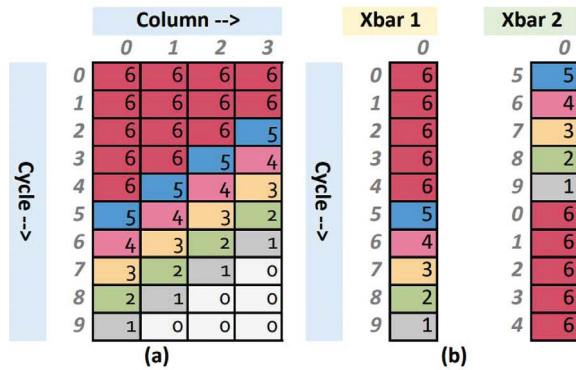 Column --> Xbar 1 Xbar 2
0 1 2 3 0 0
0 6 6 6 6 0 6 5 5
1 6 6 6 6 1 6 6 4
2 6 6 6 5 2 6 7 3
3 6 6 5 4 3 6 8 2
4 6 5 4 3 4 6 9 1
5 5 4 3 2 5 5 0 6
6 4 3 2 1 6 4 1 6
7 3 2 1 0 7 3 2 6
8 2 1 0 0 8 2 3 6
9 1 0 0 0 9 1 4 6
Cycle --> Cycle -->
(a) (b)